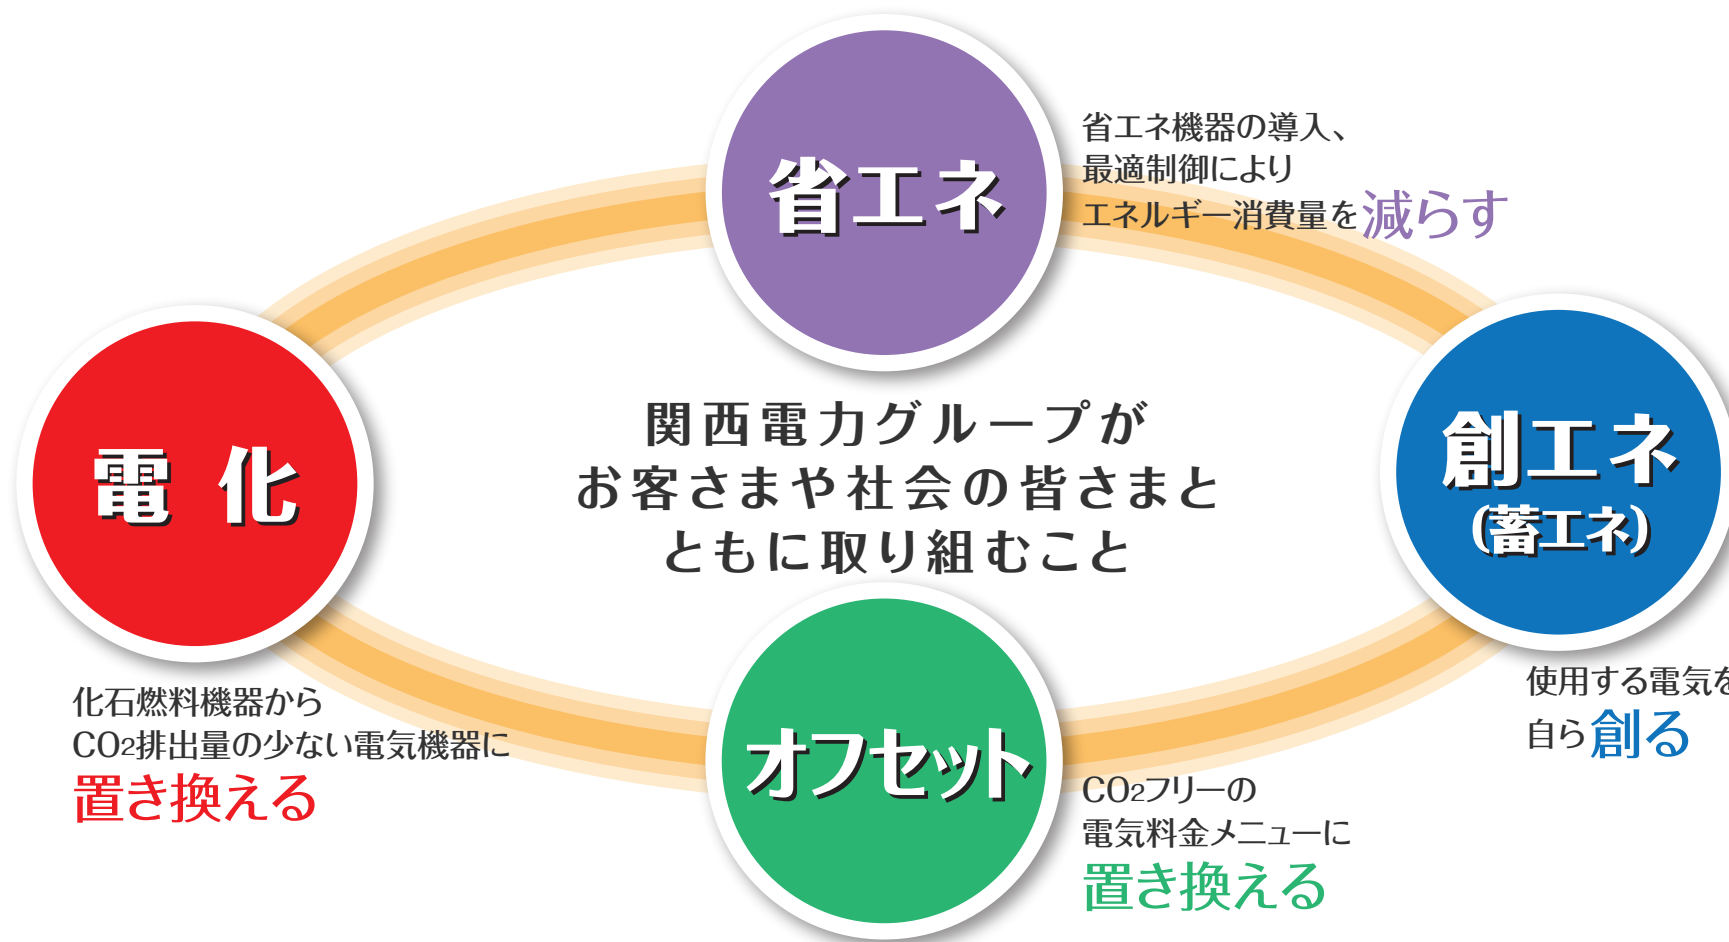 省エネ
省エネ機器の導入、
最適制御により
エネルギー消費量を減らす
創エネ
(蓄エネ)
使用する電気を
自ら創る
関西電力グループが
お客さまや社会の皆さまと
ともに取り組むこと
電化
化石燃料機器から
CO2排出量の少ない電気機器に
置き換える
オフセット
CO2フリーの
電気料金メニューに
置き換える